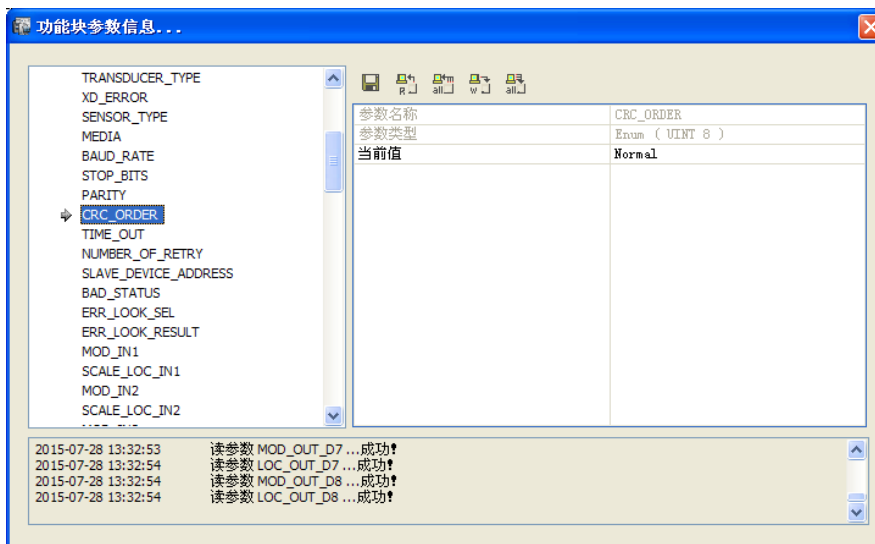 功能块参数信息...
TRANSDUCER_TYPE
XD_ERROR
SENSOR_TYPE
MEDIA
BAUD_RATE
STOP_BITS
PARITY
CRC_ORDER
TIME_OUT
NUMBER_OF_RETRY
SLAVE_DEVICE_ADDRESS
BAD_STATUS
ERR_LOOK_SEL
ERR_LOOK_RESULT
MOD_IN1
SCALE_LOC_IN1
MOD_IN2
SCALE_LOC_IN2
R all w all
参数名称 CRC_ORDER
参数类型 Enum ( UINT 8 )
当前值 Normal
2015-07-28 13:32:53 读参数 MOD_OUT_D7 ...成功!
2015-07-28 13:32:54 读参数 LOC_OUT_D7 ...成功!
2015-07-28 13:32:54 读参数 MOD_OUT_D8 ...成功!
2015-07-28 13:32:54 读参数 LOC_OUT_D8 ...成功!